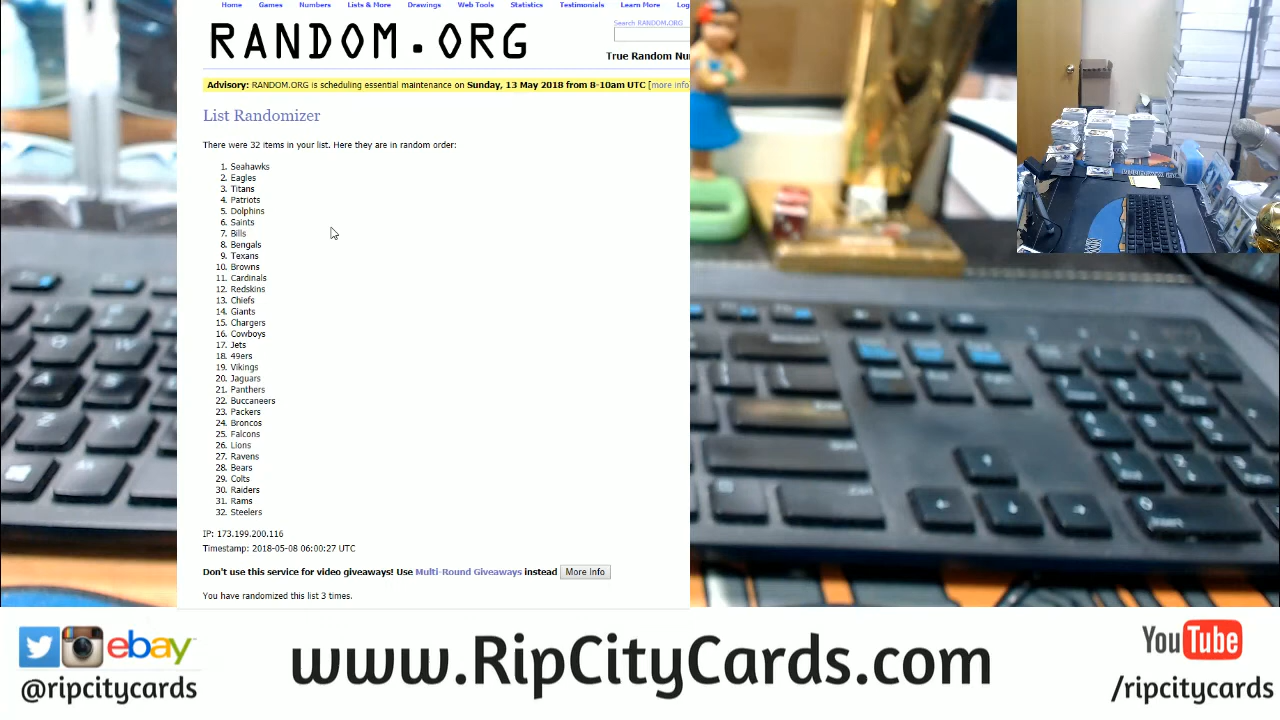 Home Games Numbers Lists & More Drawings Web Tools Statistics Testimonials Learn More Log
RANDOM.ORG
Search RANDOM.ORG
True Random Nu
Advisory: RANDOM.ORG is scheduling essential maintenance on Sunday, 13 May 2018 from 8-10am UTC [more info
List Randomizer
There were 32 items in your list. Here they are in random order:
1. Seahawks
2. Eagles
3. Titans
4. Patriots
5. Dolphins
6. Saints
7. Bills
8. Bengals
9. Texans
10. Browns
11. Cardinals
12. Redskins
13. Chiefs
14. Giants
15. Chargers
16. Cowboys
17. Jets
18. 49ers
19. Vikings
20. Jaguars
21. Panthers
22. Buccaneers
23. Packers
24. Broncos
25. Falcons
26. Lions
27. Ravens
28. Bears
29. Colts
30. Raiders
31. Rams
32. Steelers
IP: 173.199.200.116
Timestamp: 2018-05-08 06:00:27 UTC
Don't use this service for video giveaways! Use Multi-Round Giveaways instead More Info
You have randomized this list 3 times.
ebay
@ripcitycards
www.RipCityCards.com
YouTube
/ripcitycards